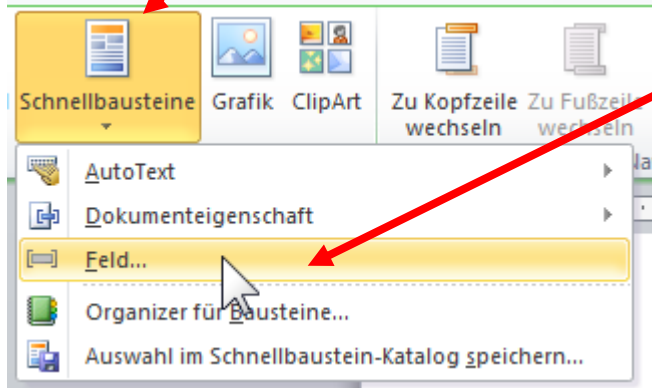 Schnellbausteine Grafik ClipArt Zu Kopfzeile Zu Fußzeile
wechseln wechseln
AutoText
Dokumenteigenschaft
Feld...
Organizer für Bausteine...
Auswahl im Schnellbaustein-Katalog speichern...